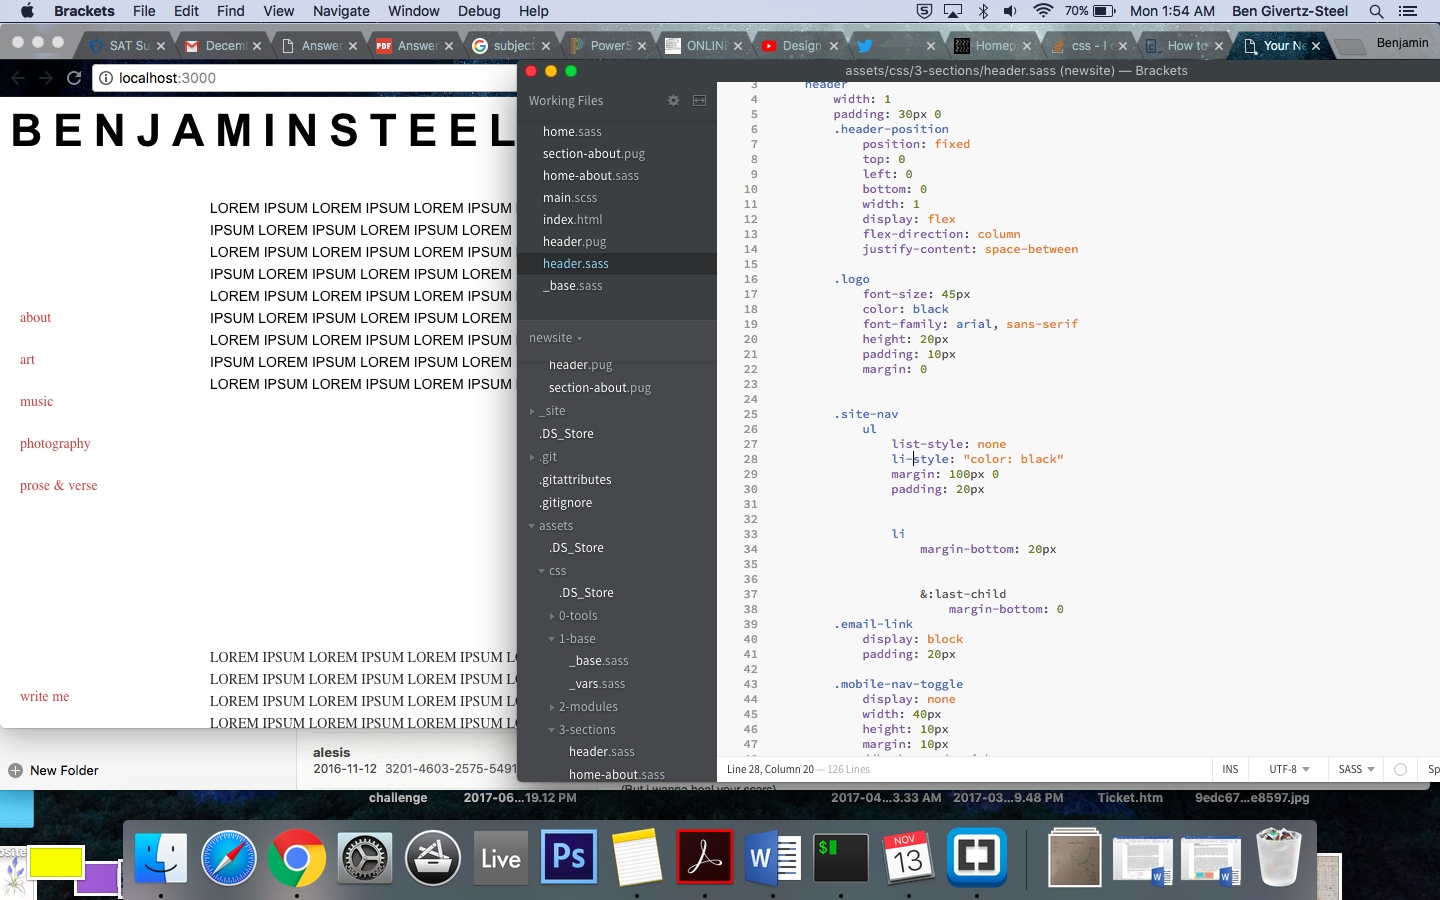 Brackets File Edit Find View Navigate Window Debug Help 70% Mon 1:54 AM Ben Givertz-Steel
SAT Su Decem Answer Answer subject PowerS ONLINE Design Homep css - I How to Your Ne Benjamin
localhost:3000
BENJAMINSTEEL
LOREM IPSUM LOREM IPSUM LOREM IPSUM
IPSUM LOREM IPSUM LOREM IPSUM LOREM
LOREM IPSUM LOREM IPSUM LOREM IPSUM
IPSUM LOREM IPSUM LOREM IPSUM LOREM
LOREM IPSUM LOREM IPSUM LOREM IPSUM
LOREM IPSUM LOREM IPSUM LOREM IPSUM
IPSUM LOREM IPSUM LOREM IPSUM LOREM
IPSUM LOREM IPSUM LOREM IPSUM LOREM
LOREM IPSUM LOREM IPSUM LOREM IPSUM
about
art
music
photography
prose & verse
LOREM IPSUM LOREM IPSUM LOREM IPSUM
LOREM IPSUM LOREM IPSUM LOREM IPSUM
LOREM IPSUM LOREM IPSUM LOREM IPSUM
LOREM IPSUM LOREM IPSUM LOREM IPSUM
write me
assets/css/3-sections/header.sass (newsite) — Brackets
Working Files
home.sass
section-about.pug
home-about.sass
main.scss
index.html
header.pug
header.sass
_base.sass
newsite
header.pug
section-about.pug
_site
.DS_Store
.git
.gitattributes
.gitignore
assets
.DS_Store
css
.DS_Store
0-tools
1-base
_base.sass
_vars.sass
2-modules
3-sections
header.sass
home-about.sass
3 header
4 width: 1
5 padding: 30px 0
6 .header-position
7 position: fixed
8 top: 0
9 left: 0
10 bottom: 0
11 width: 1
12 display: flex
13 flex-direction: column
14 justify-content: space-between
15
16 .logo
17 font-size: 45px
18 color: black
19 font-family: arial, sans-serif
20 height: 20px
21 padding: 10px
22 margin: 0
23
24
25 .site-nav
26 ul
27 list-style: none
28 li-style: "color: black"
29 margin: 100px 0
30 padding: 20px
31
32
33 li
34 margin-bottom: 20px
35
36
37 &:last-child
38 margin-bottom: 0
39 .email-link
40 display: block
41 padding: 20px
42
43 .mobile-nav-toggle
44 display: none
45 width: 40px
46 height: 10px
47 margin: 10px
Line 28, Column 20 — 126 Lines INS UTF-8 SASS Sp
alesis
2016-11-12 3201-4603-2575-5491
New Folder
(But i wanna heal your scars)
challenge 2017-06...19.12 PM 2017-04...3.33 AM 2017-03...9.48 PM Ticket.htm 9edc67...e8597.jpg
Live Ps W $ NOV 13 W W